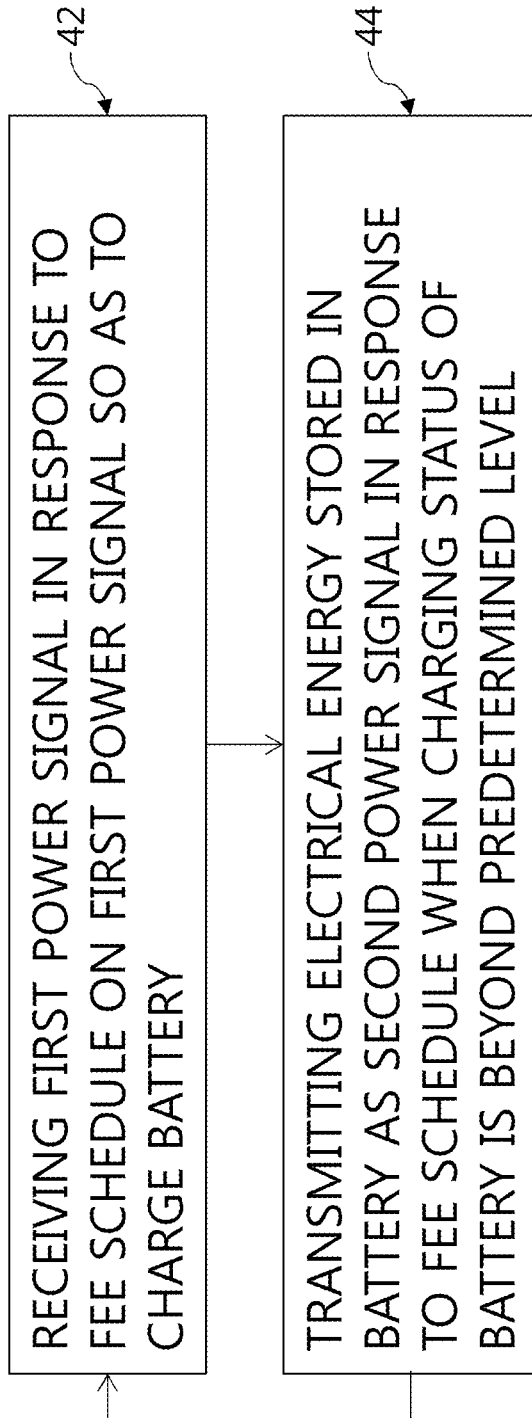 RECEIVING FIRST POWER SIGNAL IN RESPONSE TO
FEE SCHEDULE ON FIRST POWER SIGNAL SO AS TO
CHARGE BATTERY
42
TRANSMITTING ELECTRICAL ENERGY STORED IN
BATTERY AS SECOND POWER SIGNAL IN RESPONSE
TO FEE SCHEDULE WHEN CHARGING STATUS OF
BATTERY IS BEYOND PREDETERMINED LEVEL
44